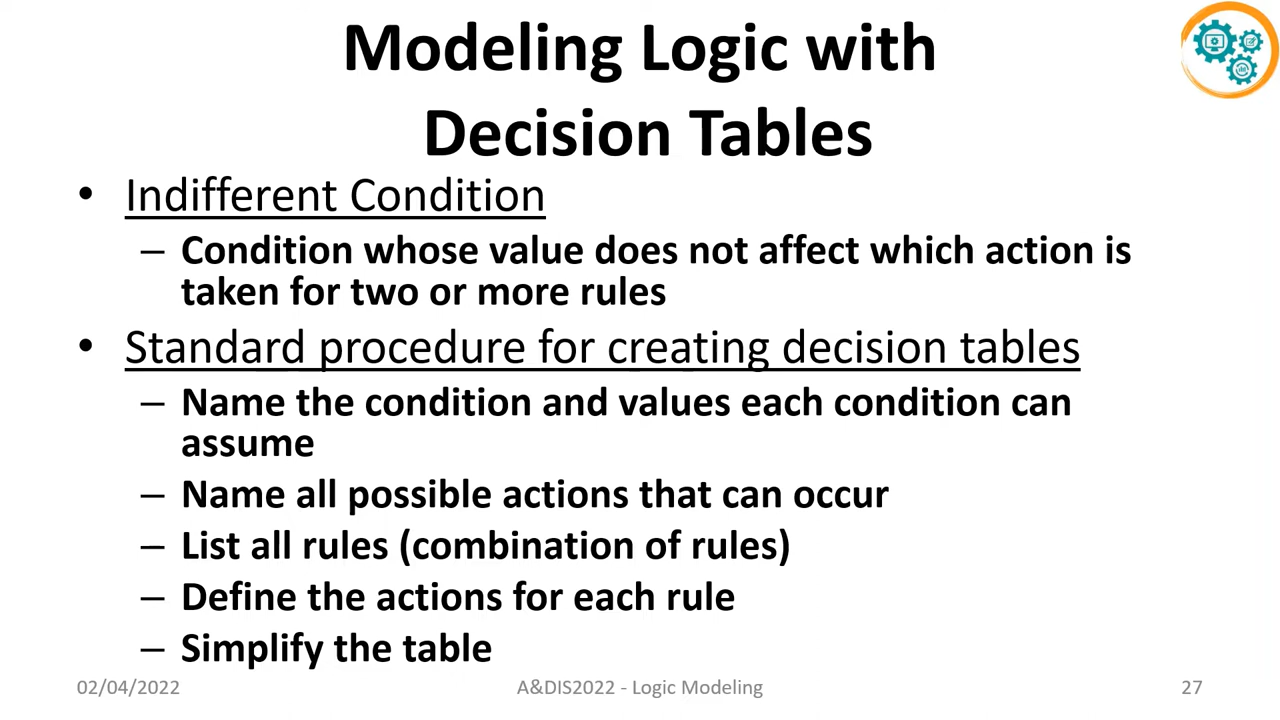 Modeling Logic with
Decision Tables
• Indifferent Condition
– Condition whose value does not affect which action is
taken for two or more rules
• Standard procedure for creating decision tables
– Name the condition and values each condition can
assume
– Name all possible actions that can occur
– List all rules (combination of rules)
– Define the actions for each rule
– Simplify the table
02/04/2022
A&DIS2022 - Logic Modeling
27